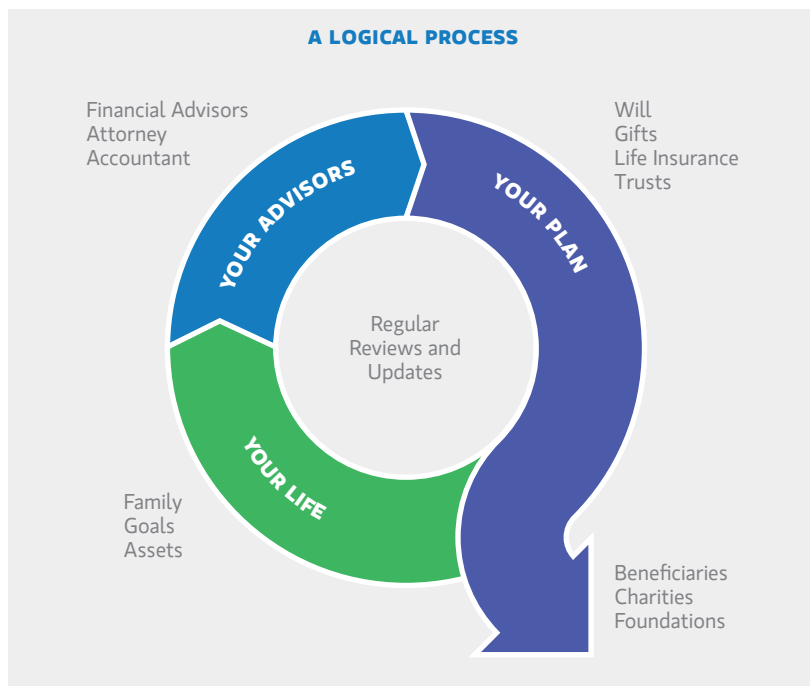 A LOGICAL PROCESS
Financial Advisors
Attorney
Accountant
Will
Gifts
Life Insurance
Trusts
YOUR ADVISORS
YOUR PLAN
Regular
Reviews and
Updates
YOUR LIFE
Family
Goals
Assets
Beneficiaries
Charities
Foundations